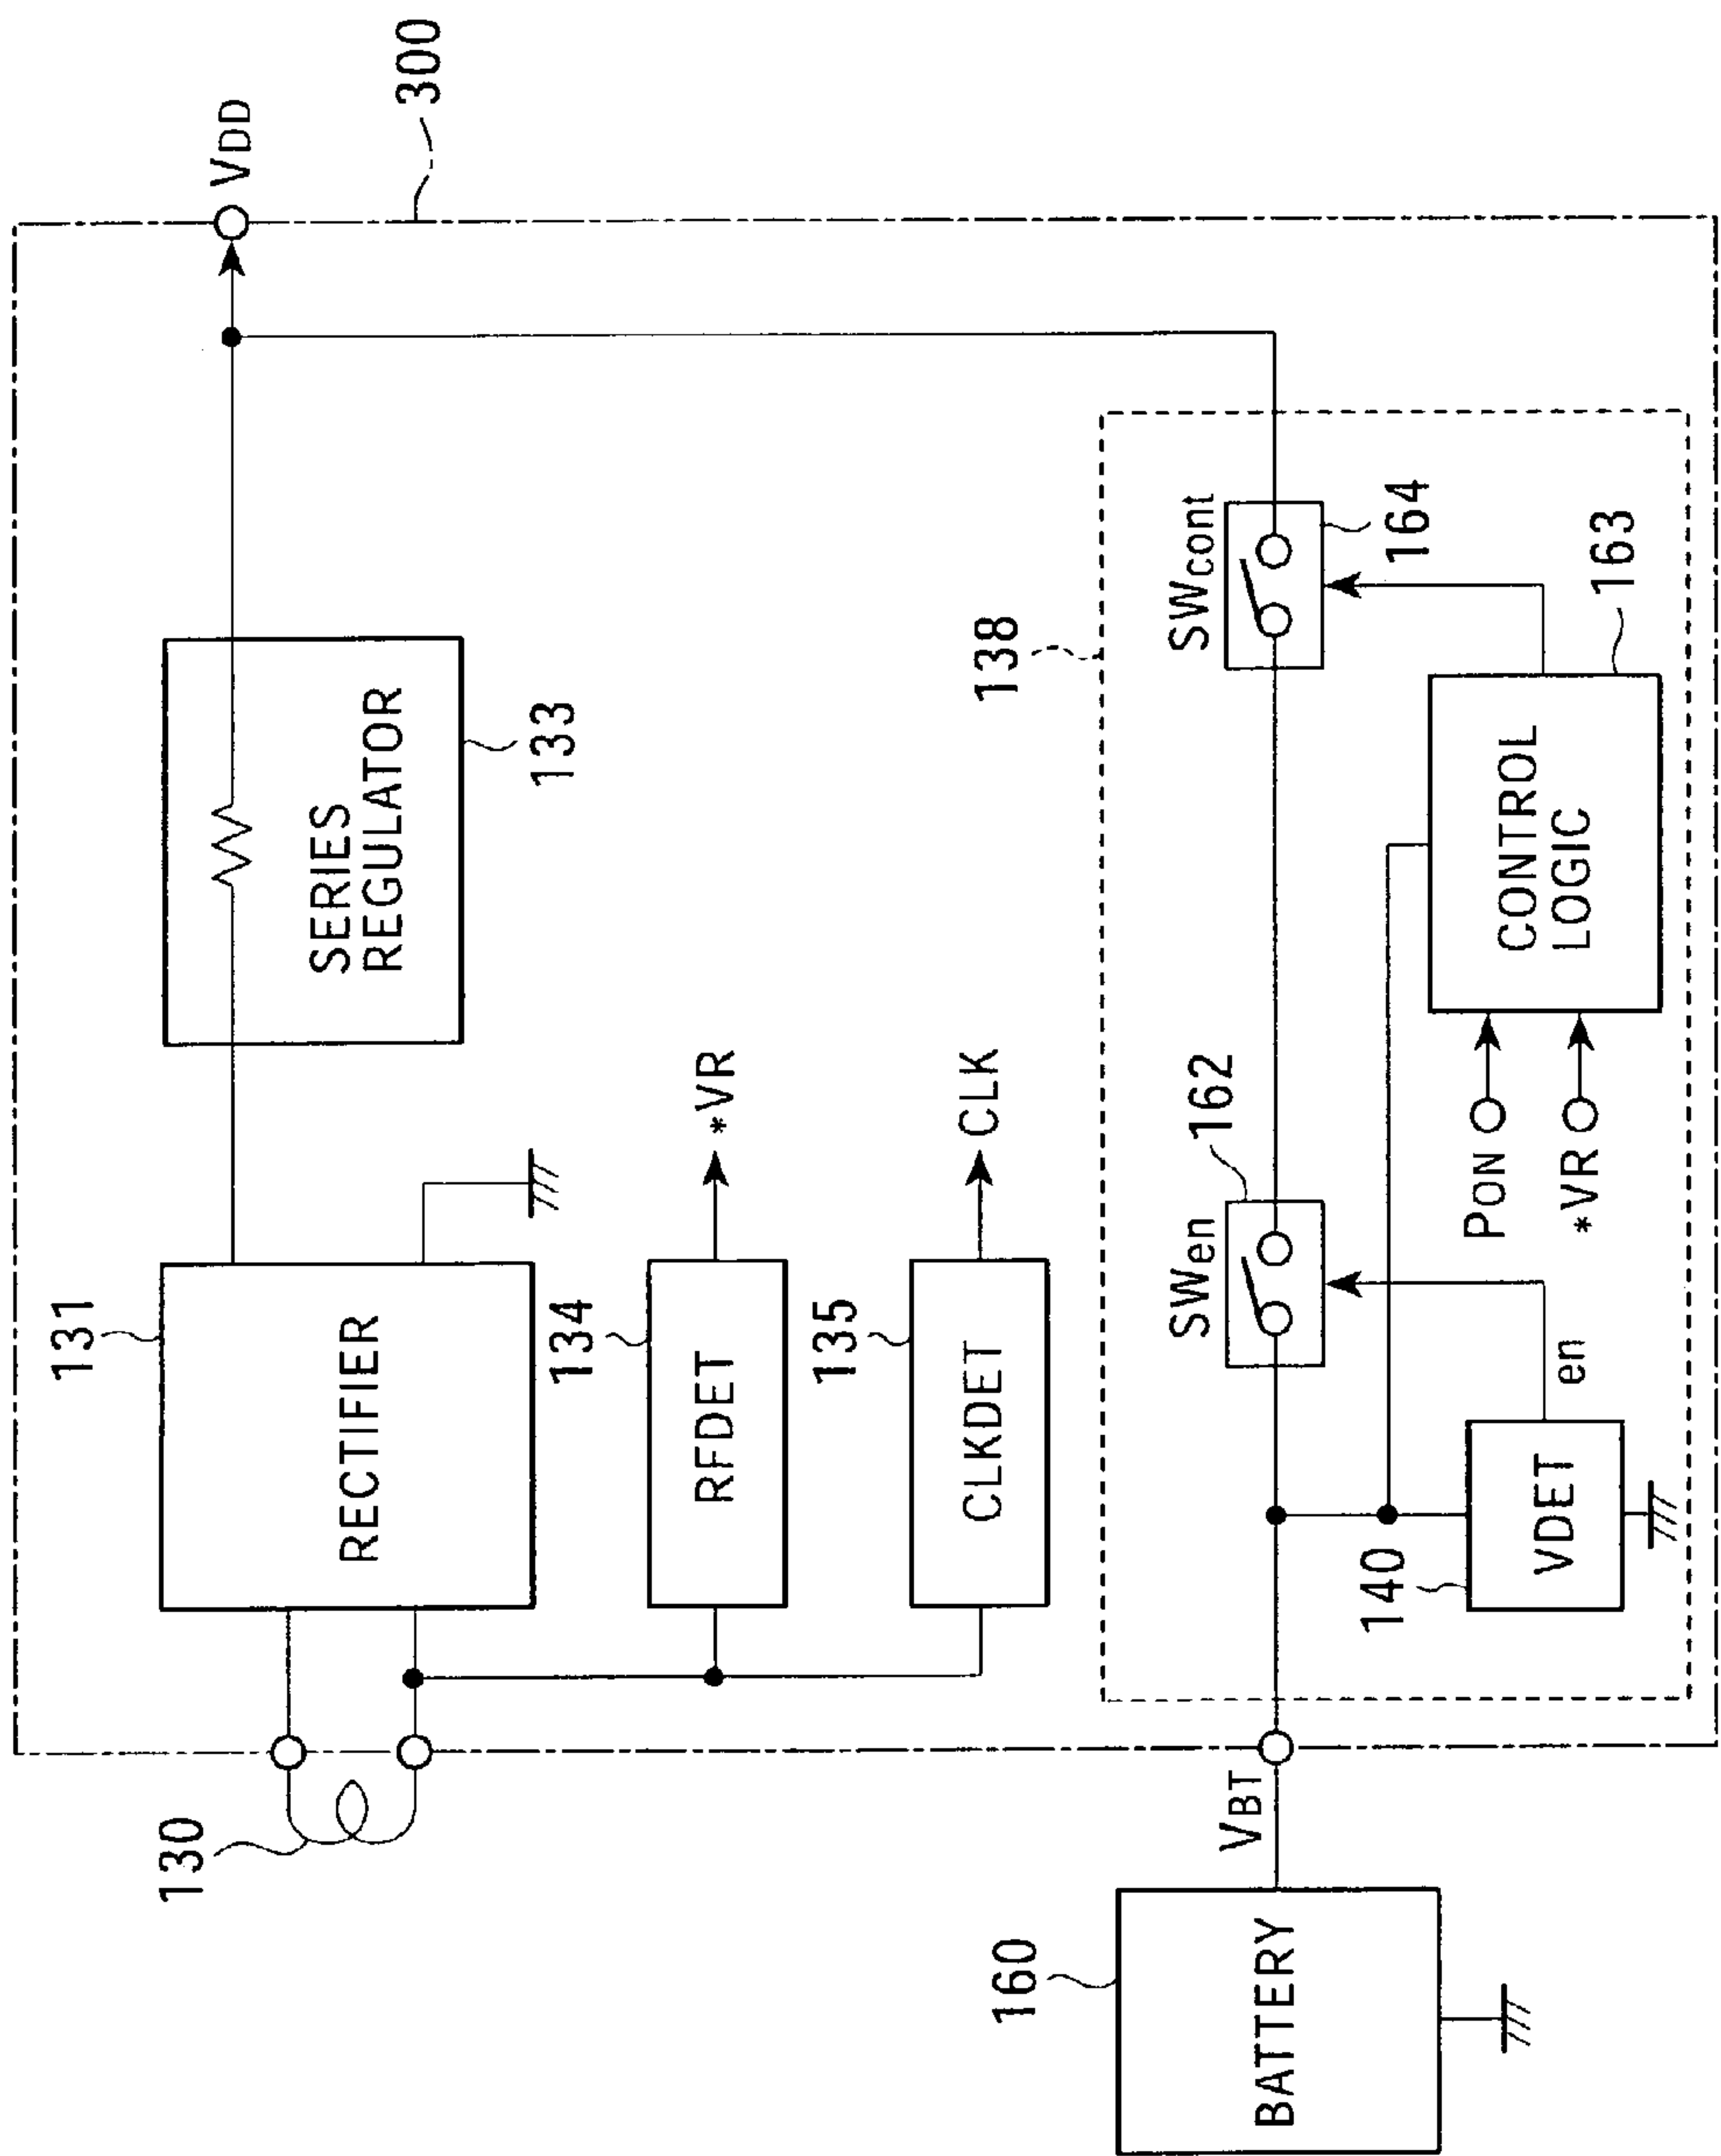 300
VDD
SERIES
REGULATOR
133
131
RECTIFIER
130
134
RFDET
*VR
135
CLKDET
CLK
138
SWcont
164
SWen
162
CONTROL
LOGIC
163
PON
*VR
en
140
VDET
VBT
160
BATTERY